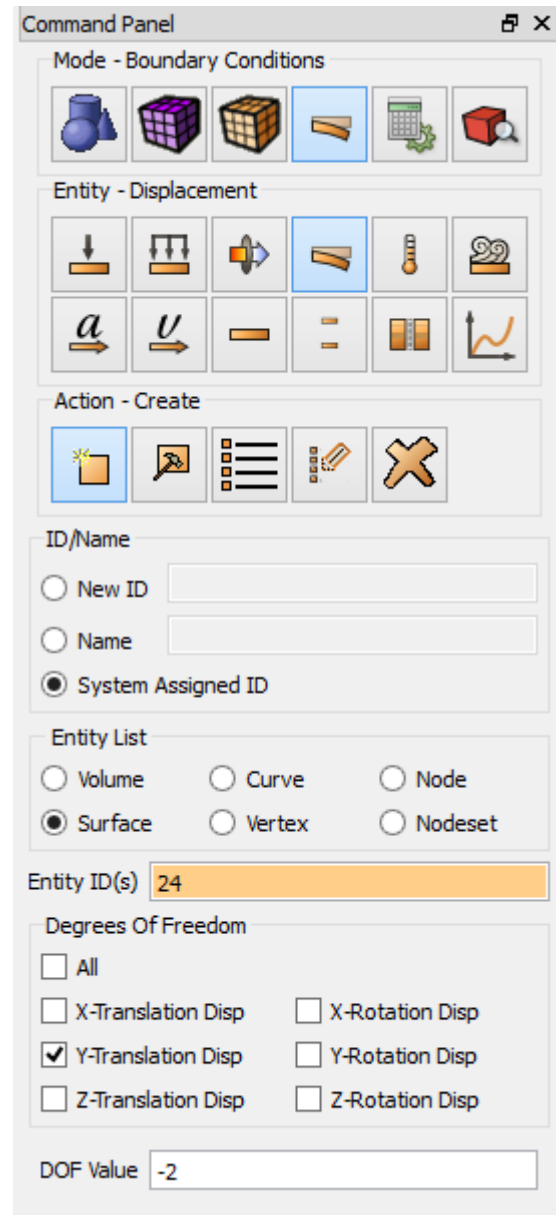 Command Panel
Mode - Boundary Conditions
Entity - Displacement
a
v
Action - Create
ID/Name
New ID
Name
System Assigned ID
Entity List
Volume Curve Node
Surface Vertex Nodeset
Entity ID(s) 24
Degrees Of Freedom
All
X-Translation Disp X-Rotation Disp
Y-Translation Disp Y-Rotation Disp
Z-Translation Disp Z-Rotation Disp
DOF Value -2